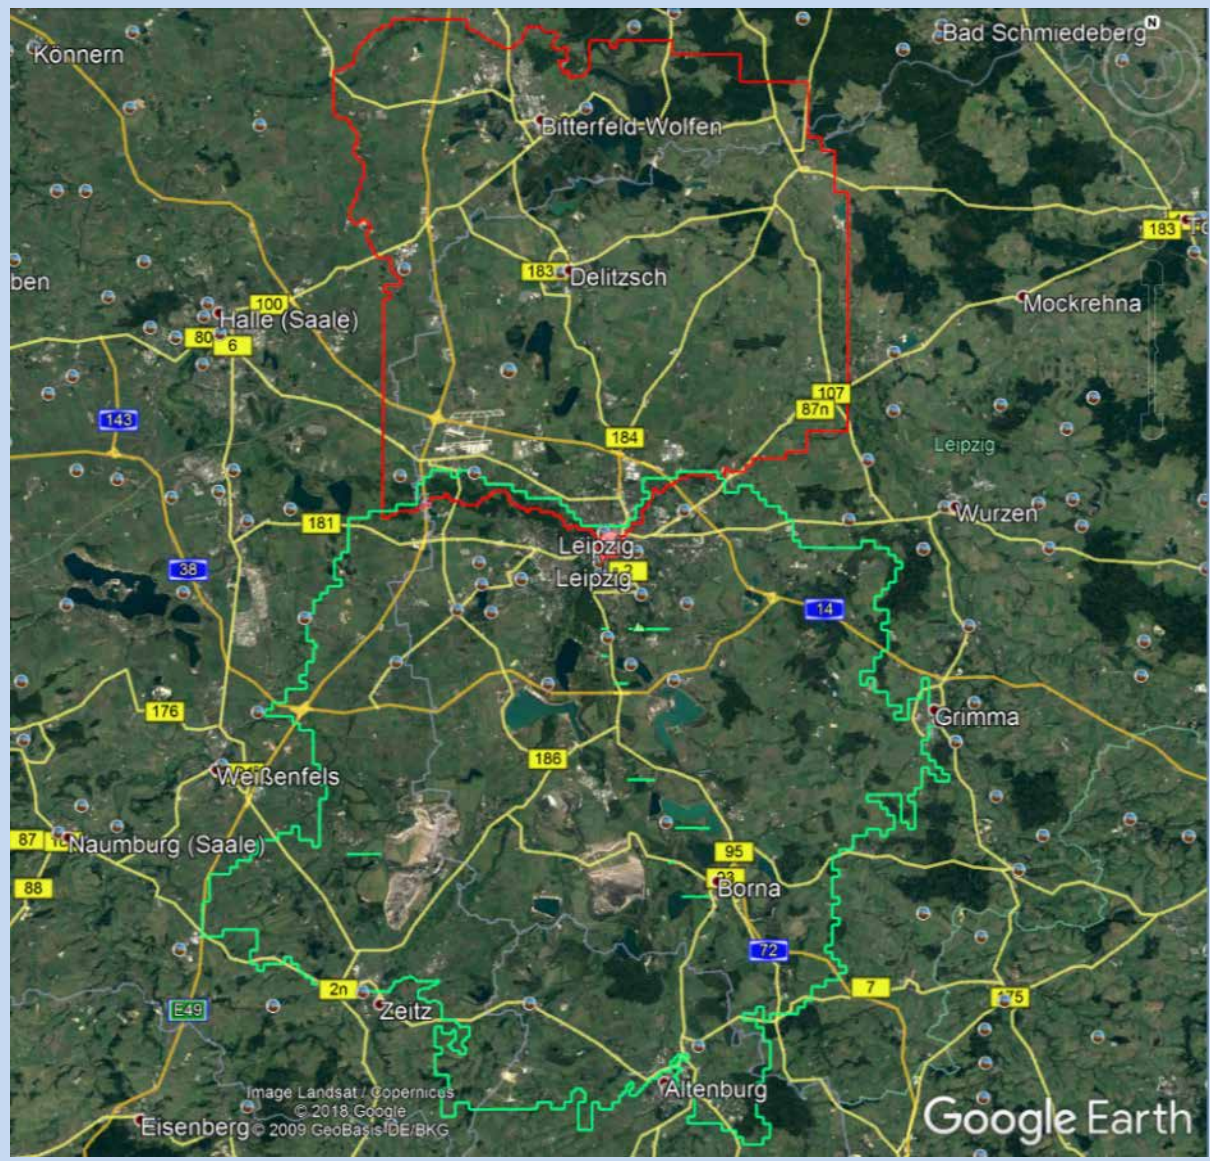 N
Bad Schmiedeberg
Könnern
Bitterfeld-Wolfen
183
183
Delitzsch
ben
Mockrehna
100
Halle (Saale)
80
6
107
87n
143
184
Leipzig
Wurzen
181
Leipzig
Leipzig
38
14
176
Grimma
186
Weißenfels
87
Naumburg (Saale)
95
88
Borna
72
2n
7
175
E49
Zeitz
Altenburg
Image Landsat / Copernicus
© 2018 Google
© 2009 GeoBasis-DE/BKG
Eisenberg
Google Earth